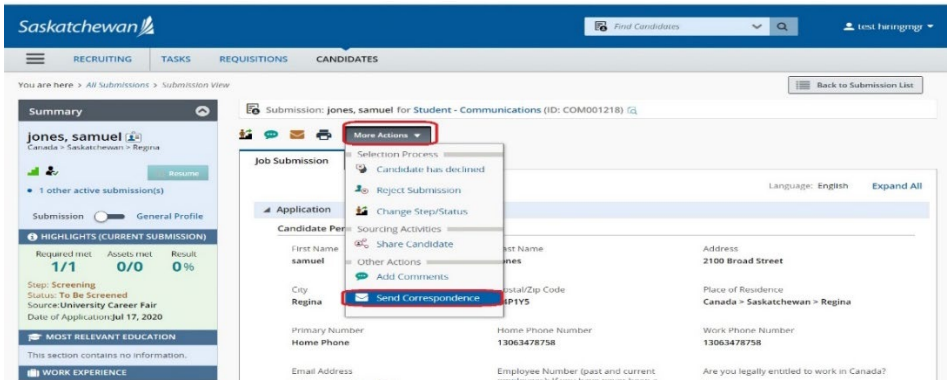 Saskatchewan
Find Candidates
test hiringmgr
RECRUITING TASKS REQUISITIONS CANDIDATES
You are here > All Submissions > Submission View
Back to Submission List
Summary
jones, samuel
Canada > Saskatchewan > Regina
Resume
1 other active submission(s)
Submission General Profile
HIGHLIGHTS (CURRENT SUBMISSION)
Required met Assets met Result
1/1 0/0 0%
Step: Screening
Status: To Be Screened
Source:University Career Fair
Date of Application:Jul 17, 2020
MOST RELEVANT EDUCATION
This section contains no information.
WORK EXPERIENCE
Submission: jones, samuel for Student - Communications (ID: COM001218)
More Actions
Job Submission
Selection Process
Candidate has declined
Reject Submission
Change Step/Status
Sourcing Activities
Share Candidate
Other Actions
Add Comments
Send Correspondence
Language: English Expand All
Application
Candidate Per
First Name ast Name Address
samuel nes 2100 Broad Street
City ostal/Zip Code Place of Residence
Regina 4P1Y5 Canada > Saskatchewan > Regina
Primary Number Home Phone Number Work Phone Number
Home Phone 13063478758 13063478758
Email Address Employee Number (past and current Are you legally entitled to work in Canada?